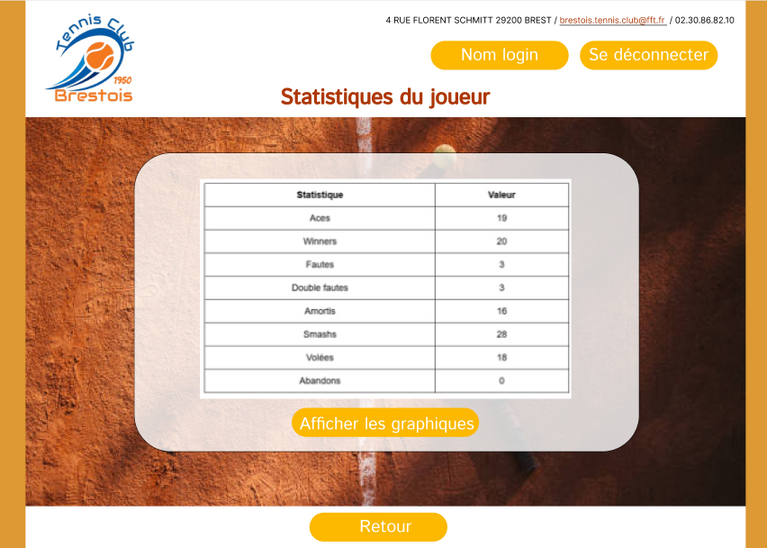 Tennis Club
1950
Brestois
4 RUE FLORENT SCHMITT 29200 BREST / brestois.tennis.club@fft.fr / 02.30.86.82.10
Nom login
Se déconnecter
Statistiques du joueur
Statistique Valeur
Aces 19
Winners 20
Fautes 3
Double fautes 3
Amortis 16
Smashs 28
Volées 18
Abandons 0
Afficher les graphiques
Retour